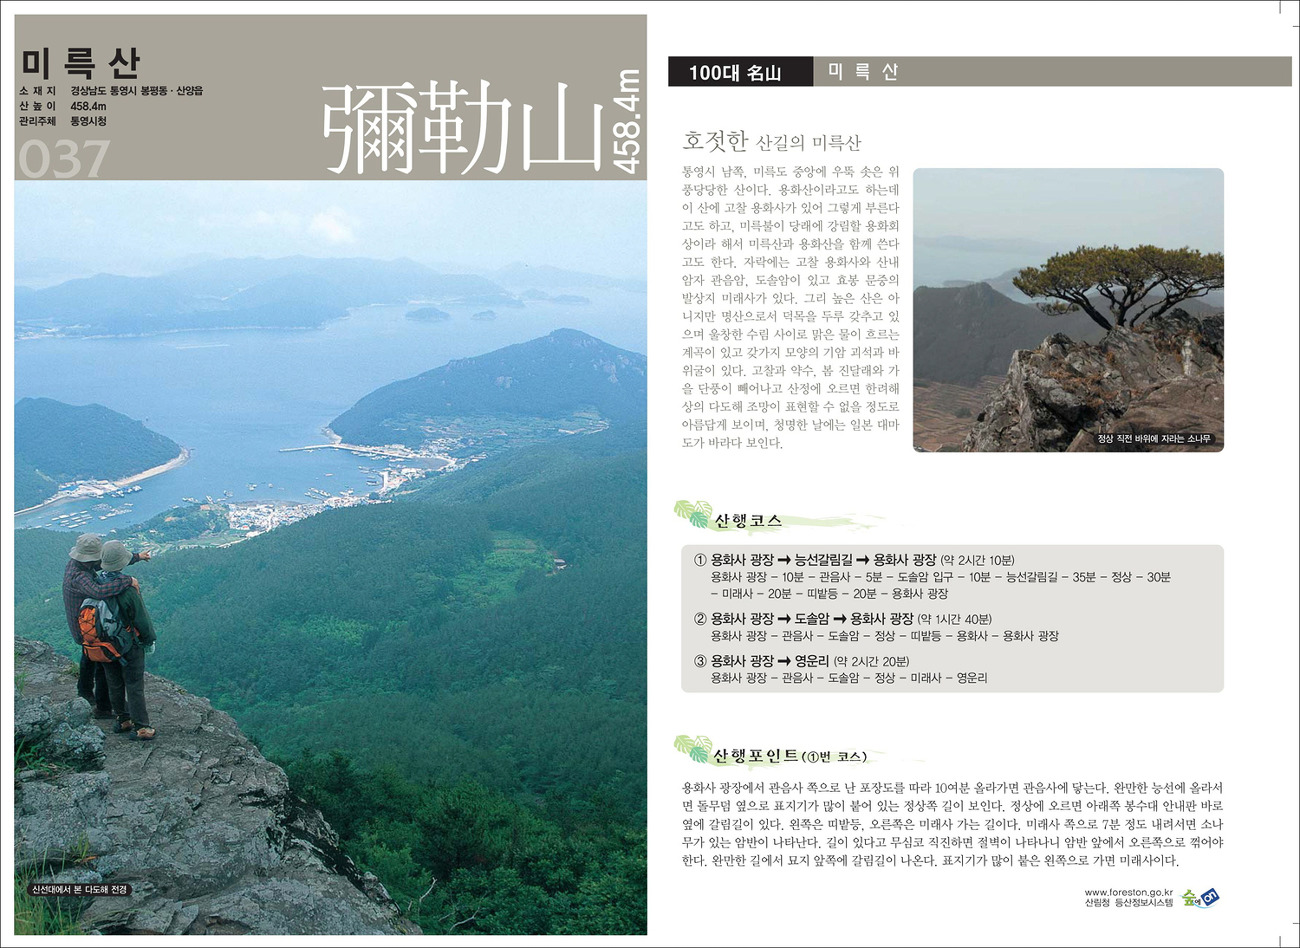 미륵산
소 재 지 경상남도 통영시 봉평동 · 산양읍
산 높 이 458.4m
관리주체 통영시청
037
彌勒山
458.4m
신선대에서 본 다도해 전경
100대 名山 미 륵 산
호젓한 산길의 미륵산
통영시 남쪽, 미륵도 중앙에 우뚝 솟은 위
풍당당한 산이다. 용화산이라고도 하는데
이 산에 고찰 용화사가 있어 그렇게 부른다
고도 하고, 미륵불이 당래에 강림할 용화회
상이라 해서 미륵산과 용화산을 함께 쓴다
고도 한다. 자락에는 고찰 용화사와 산내
암자 관음암, 도솔암이 있고 효봉 문중의
발상지 미래사가 있다. 그리 높은 산은 아
니지만 명산으로서 덕목을 두루 갖추고 있
으며 울창한 수림 사이로 맑은 물이 흐르는
계곡이 있고 갖가지 모양의 기암 괴석과 바
위굴이 있다. 고찰과 약수, 봄 진달래와 가
을 단풍이 빼어나고 산정에 오르면 한려해
상의 다도해 조망이 표현할 수 없을 정도로
아름답게 보이며, 청명한 날에는 일본 대마
도가 바라다 보인다.
정상 직전 바위에 자라는 소나무
산행코스
① 용화사 광장 ➞ 능선갈림길 ➞ 용화사 광장 (약 2시간 10분)
용화사 광장 – 10분 – 관음사 – 5분 – 도솔암 입구 – 10분 – 능선갈림길 – 35분 – 정상 – 30분
– 미래사 – 20분 – 띠밭등 – 20분 – 용화사 광장
② 용화사 광장 ➞ 도솔암 ➞ 용화사 광장 (약 1시간 40분)
용화사 광장 – 관음사 – 도솔암 – 정상 – 띠밭등 – 용화사 – 용화사 광장
③ 용화사 광장 ➞ 영운리 (약 2시간 20분)
용화사 광장 – 관음사 – 도솔암 – 정상 – 미래사 – 영운리
산행포인트(①번 코스)
용화사 광장에서 관음사 쪽으로 난 포장도를 따라 10여분 올라가면 관음사에 닿는다. 완만한 능선에 올라서
면 돌무덤 옆으로 표지기가 많이 붙어 있는 정상쪽 길이 보인다. 정상에 오르면 아래쪽 봉수대 안내판 바로
옆에 갈림길이 있다. 왼쪽은 띠밭등, 오른쪽은 미래사 가는 길이다. 미래사 쪽으로 7분 정도 내려서면 소나
무가 있는 암반이 나타난다. 길이 있다고 무심코 직진하면 절벽이 나타나니 암반 앞에서 오른쪽으로 꺾어야
한다. 완만한 길에서 묘지 앞쪽에 갈림길이 나온다. 표지기가 많이 붙은 왼쪽으로 가면 미래사이다.
www.foreston.go.kr
산림청 등산정보시스템
숲에on